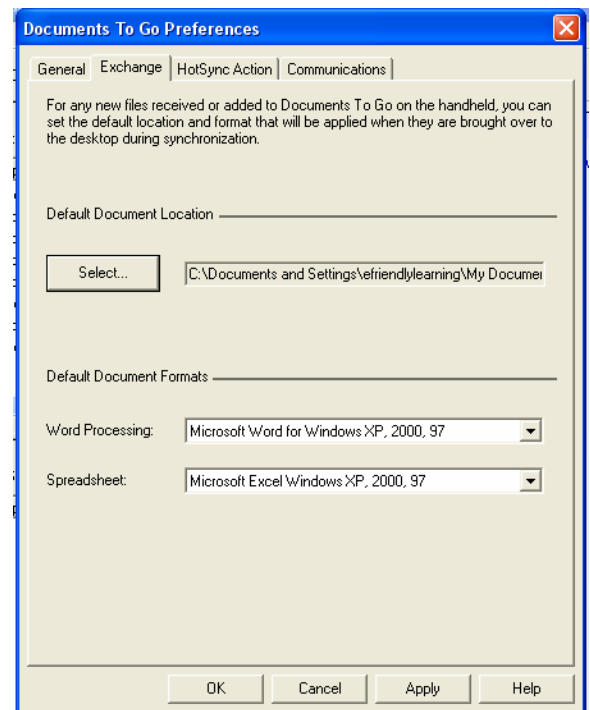 Documents To Go Preferences
General Exchange HotSync Action Communications
For any new files received or added to Documents To Go on the handheld, you can
set the default location and format that will be applied when they are brought over to
the desktop during synchronization.
Default Document Location
Select... C:\Documents and Settings\efriendlylearning\My Documei
Default Document Formats
Word Processing: Microsoft Word for Windows XP, 2000, 97
Spreadsheet: Microsoft Excel Windows XP, 2000, 97
OK Cancel Apply Help